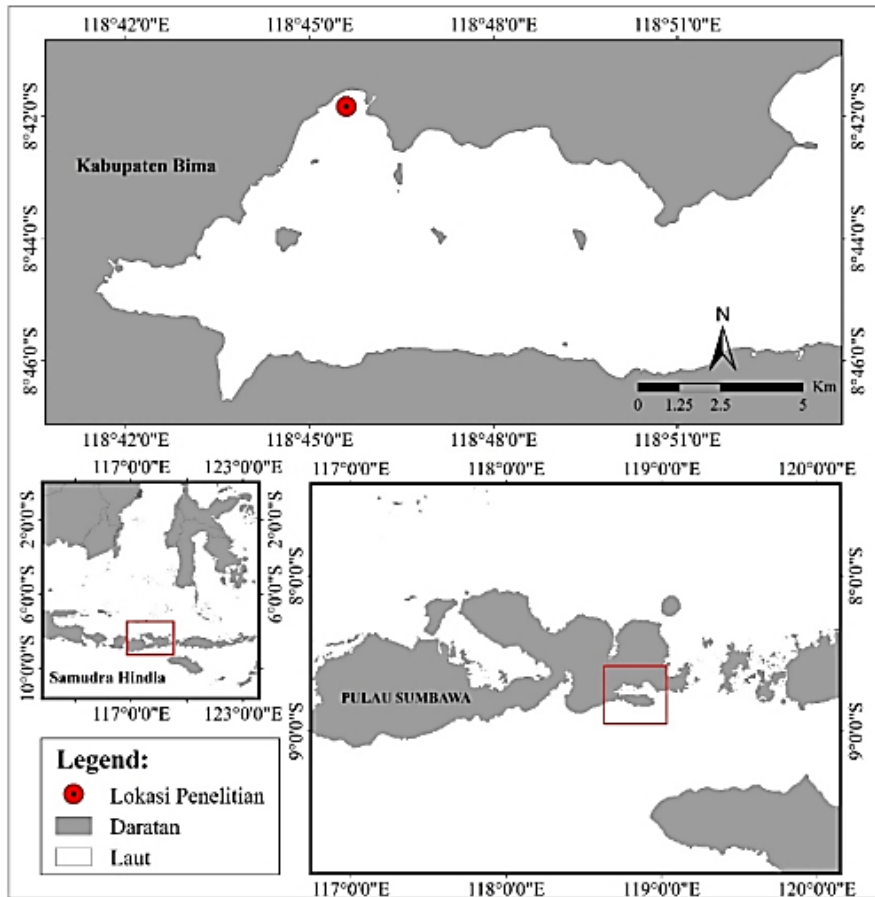 118°42'0"E 118°45'0"E 118°48'0"E 118°51'0"E
8°42'0"S 8°42'0"S
Kabupaten Bima
8°44'0"S 8°44'0"S
N
8°46'0"S 8°46'0"S
Km
0 1.25 2.5 5
118°42'0"E 118°45'0"E 118°48'0"E 118°51'0"E
117°0'0"E 123°0'0"E
2°0'0"S 2°0'0"S
6°0'0"S 6°0'0"S
10°0'0"S 10°0'0"S
Samudra Hindia
117°0'0"E 123°0'0"E
117°0'0"E 118°0'0"E 119°0'0"E 120°0'0"E
8°0'0"S 8°0'0"S
PULAU SUMBAWA
9°0'0"S 9°0'0"S
117°0'0"E 118°0'0"E 119°0'0"E 120°0'0"E
Legend:
Lokasi Penelitian
Daratan
Laut